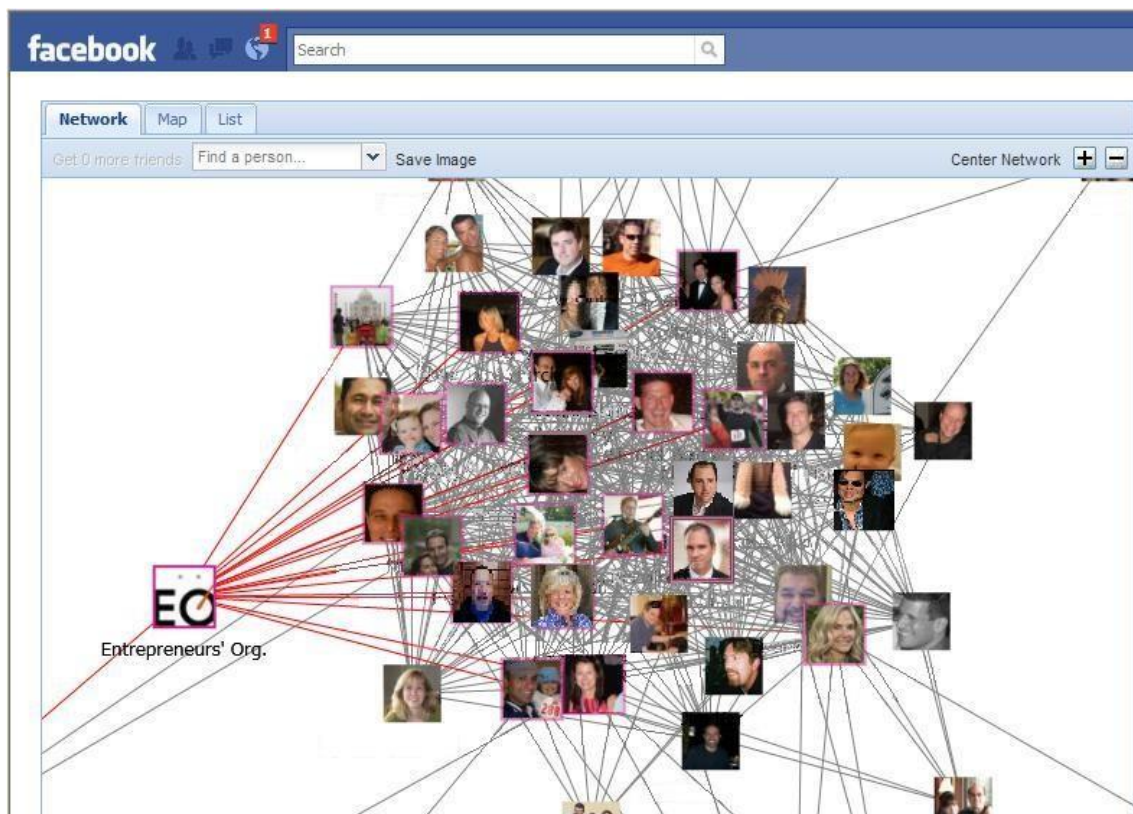 facebook
1
Search
Network
Map
List
Get 0 more friends
Find a person...
Save Image
Center Network
EO
Entrepreneurs' Org.